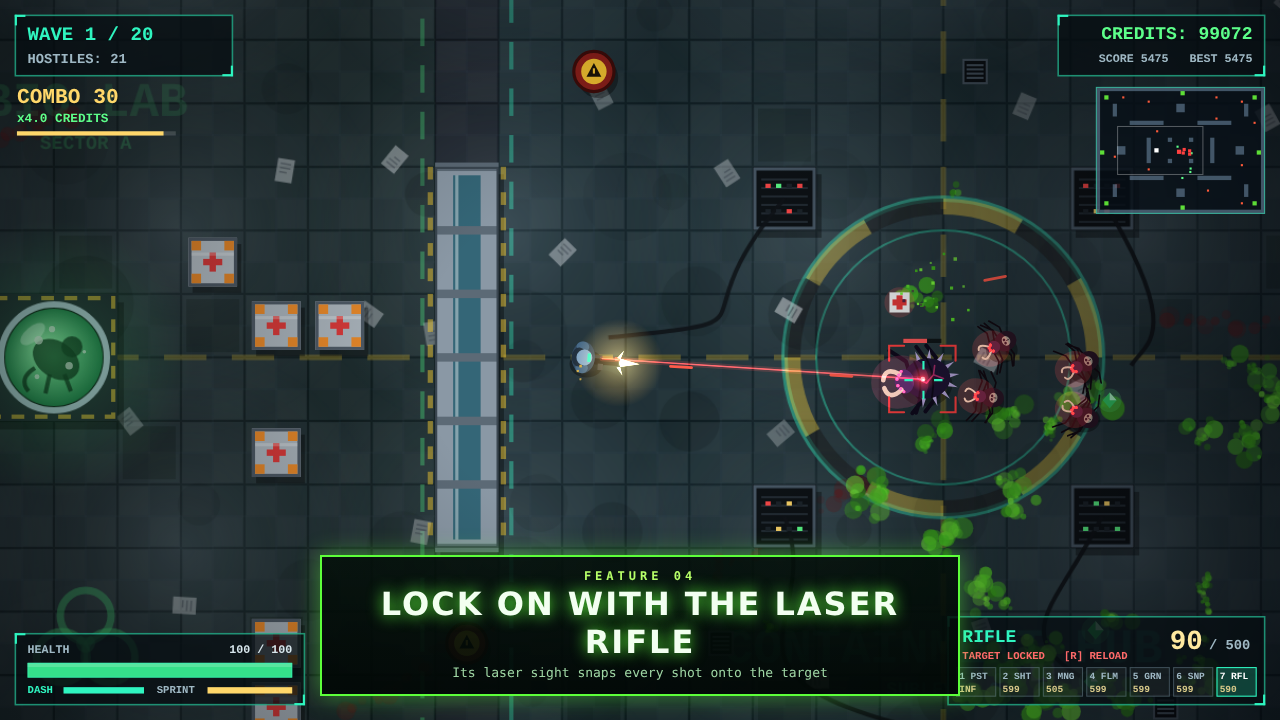 WAVE 1 / 20
HOSTILES: 21
CREDITS: 99072
SCORE 5475 BEST 5475
COMBO 30
x4.0 CREDITS
SECTOR A
FEATURE 04
LOCK ON WITH THE LASER
RIFLE
Its laser sight snaps every shot onto the target
HEALTH 100 / 100
DASH SPRINT
RIFLE 90 / 500
TARGET LOCKED [R] RELOAD
1 PST 2 SHT 3 MNG 4 FLM 5 GRN 6 SNP 7 RFL
INF 599 505 599 599 599 590